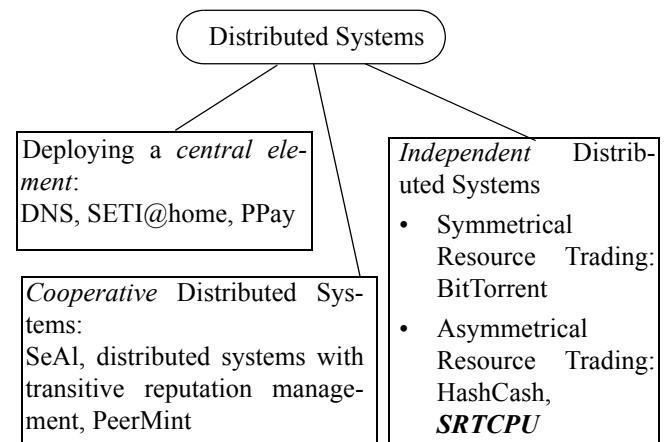 Distributed Systems
Deploying a central ele-
ment:
DNS, SETI@home, PPay
Cooperative Distributed Sys-
tems:
SeAl, distributed systems with
transitive reputation manage-
ment, PeerMint
Independent Distrib-
uted Systems
• Symmetrical
Resource Trading:
BitTorrent
• Asymmetrical
Resource Trading:
HashCash,
SRTCPU